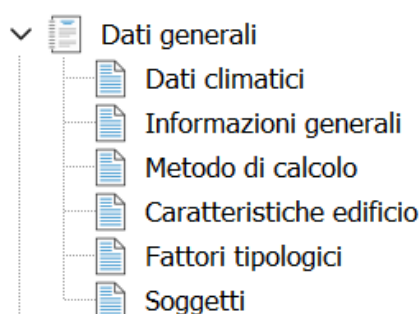 Dati generali
Dati climatici
Informazioni generali
Metodo di calcolo
Caratteristiche edificio
Fattori tipologici
Soggetti